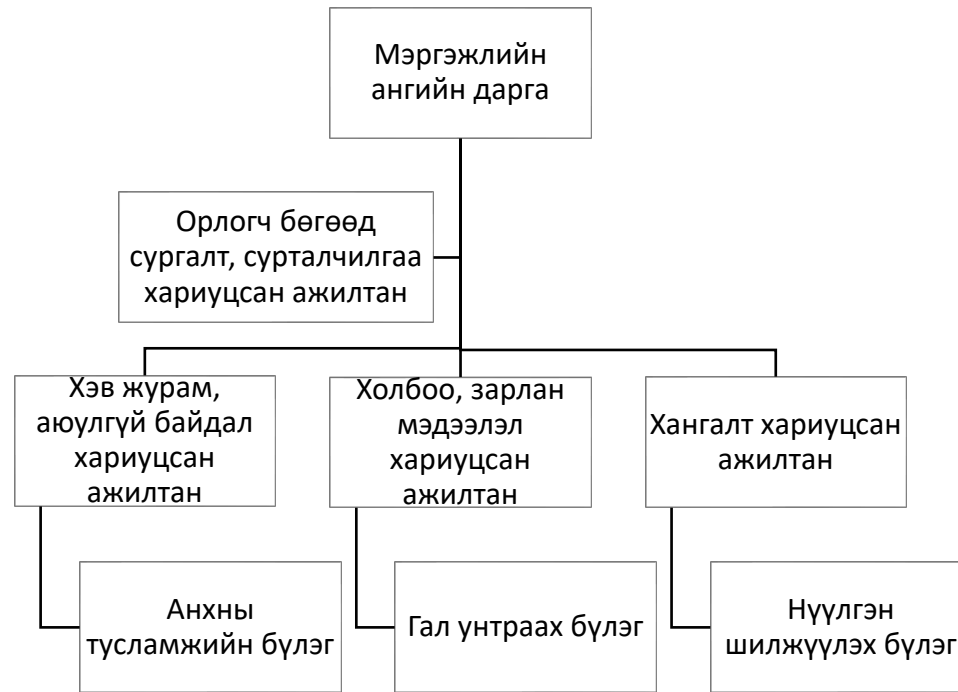 Мэргэжлийн
ангийн дарга
Орлогч бөгөөд
сургалт, сурталчилгаа
хариуцсан ажилтан
Хэв журам,
аюулгүй байдал
хариуцсан
ажилтан
Холбоо, зарлан
мэдээлэл
хариуцсан
ажилтан
Хангалт хариуцсан
ажилтан
Анхны
тусламжийн бүлэг
Гал унтраах бүлэг
Нүүлгэн
шилжүүлэх бүлэг